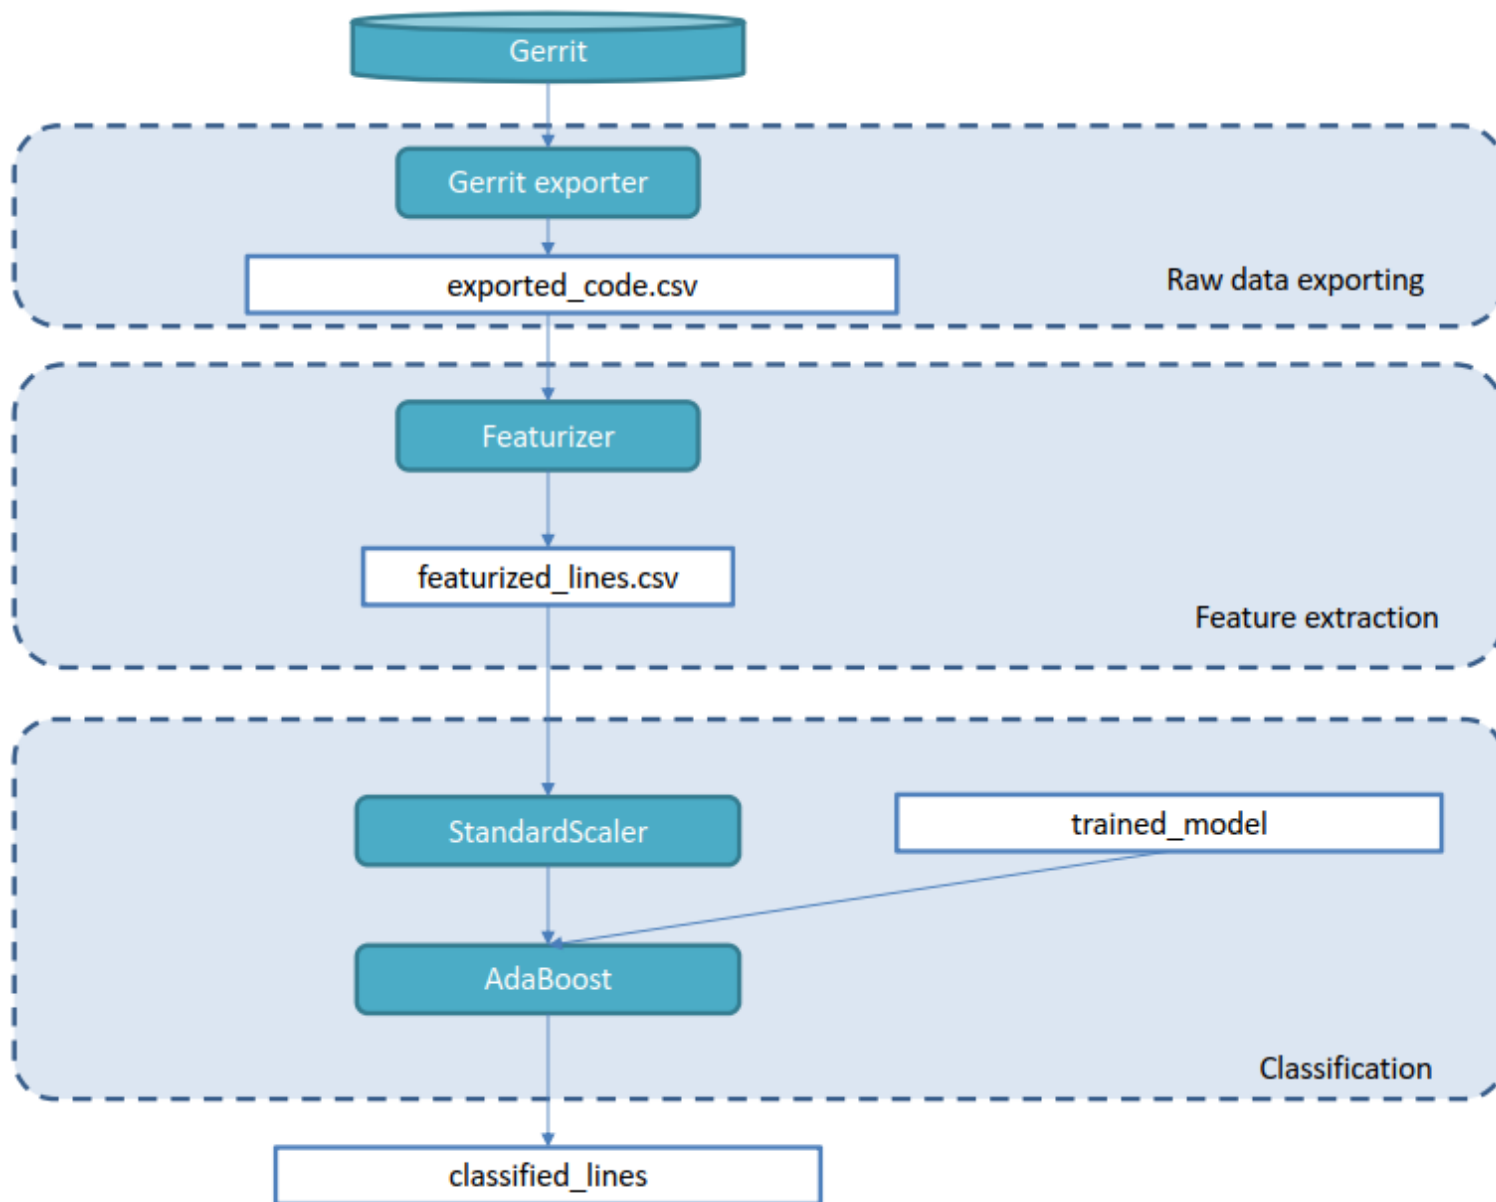 Gerrit
Gerrit exporter
exported_code.csv
Raw data exporting
Featurizer
featurized_lines.csv
Feature extraction
StandardScaler
trained_model
AdaBoost
Classification
classified_lines